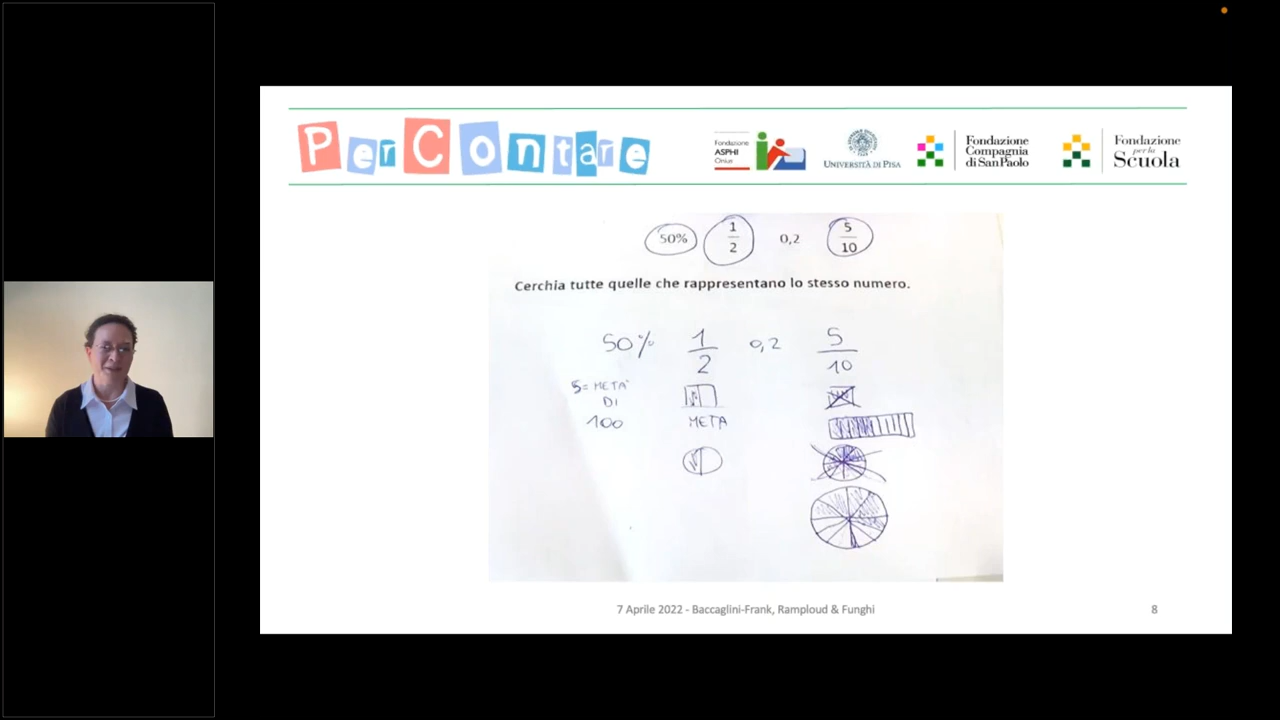 PerContare
Fondazione
ASPHI
Onlus
UNIVERSITÀ DI PISA
Fondazione
Compagnia
di San Paolo
Fondazione
per la
Scuola
50% 1/2 0,2 5/10
Cerchia tutte quelle che rappresentano lo stesso numero.
50% 1/2 0,2 5/10
5= META'
DI
100
META
7 Aprile 2022 - Baccaglini-Frank, Ramploud & Funghi
8